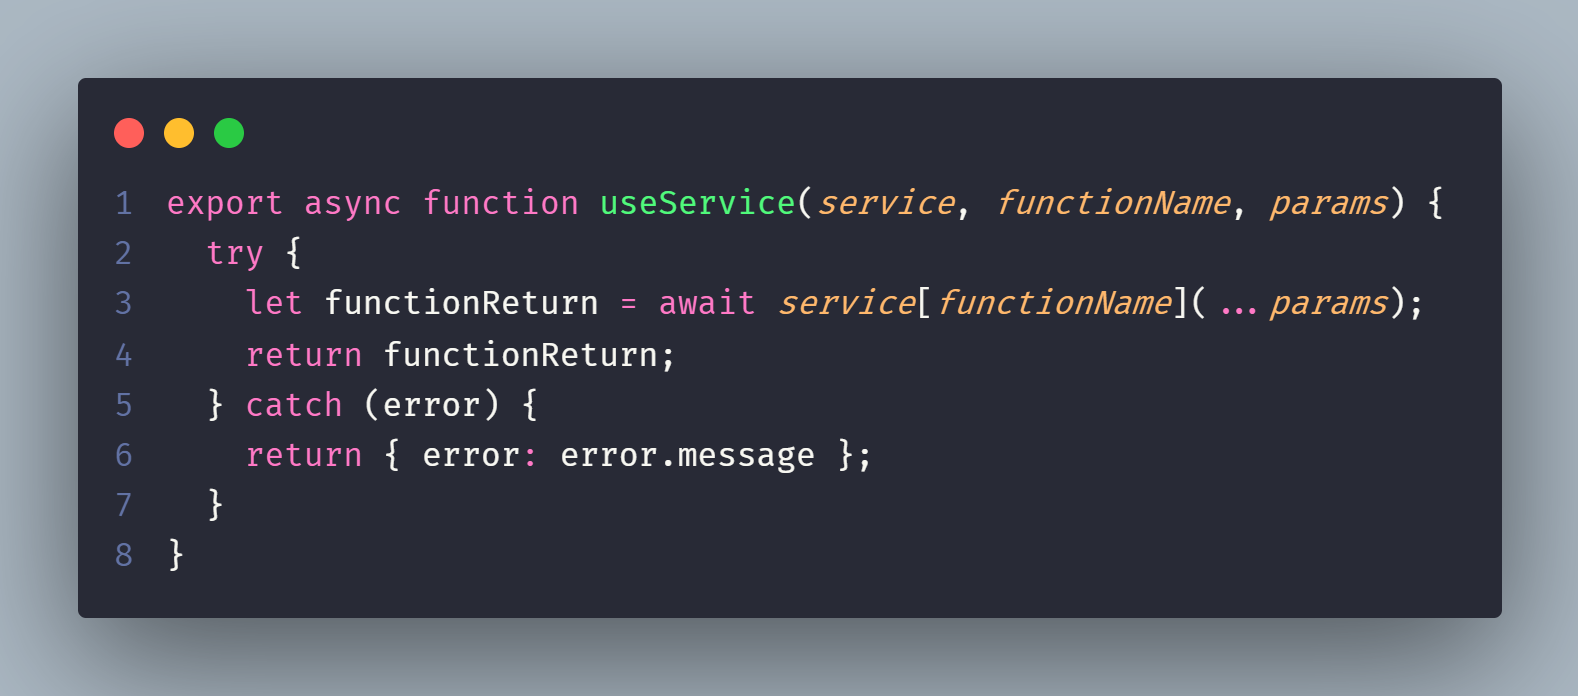 1 export async function useService(service, functionName, params) {
2   try {
3     let functionReturn = await service[functionName](...params);
4     return functionReturn;
5   } catch (error) {
6     return { error: error.message };
7   }
8 }